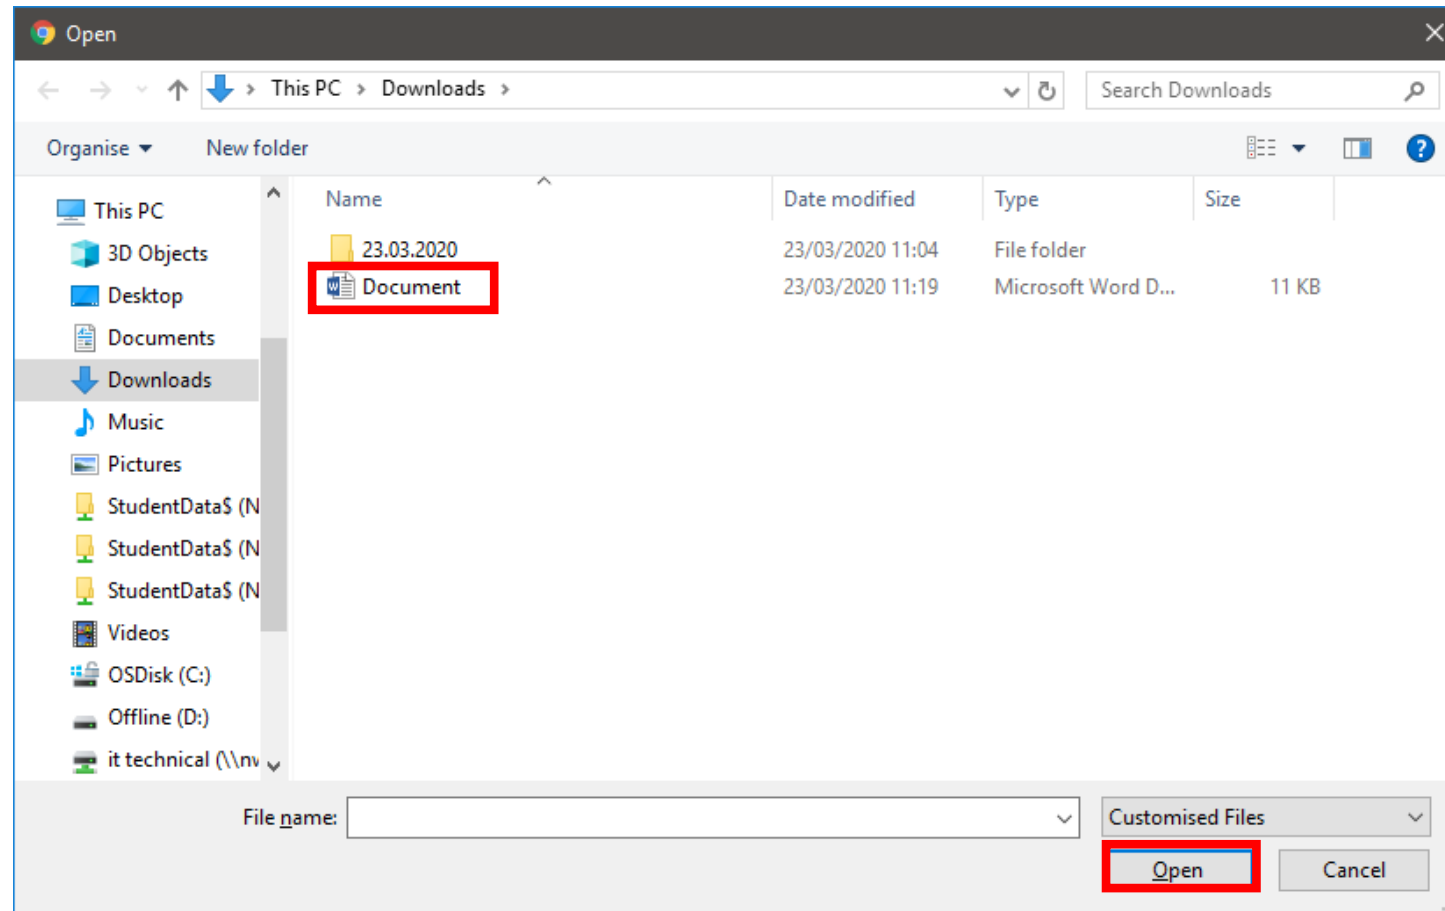 Open
This PC > Downloads >
Search Downloads
Organise
New folder
Name
Date modified
Type
Size
23.03.2020
23/03/2020 11:04
File folder
Document
23/03/2020 11:19
Microsoft Word D...
11 KB
This PC
3D Objects
Desktop
Documents
Downloads
Music
Pictures
StudentData$ (N
StudentData$ (N
StudentData$ (N
Videos
OSDisk (C:)
Offline (D:)
it technical (\\nw
File name:
Customised Files
Open
Cancel